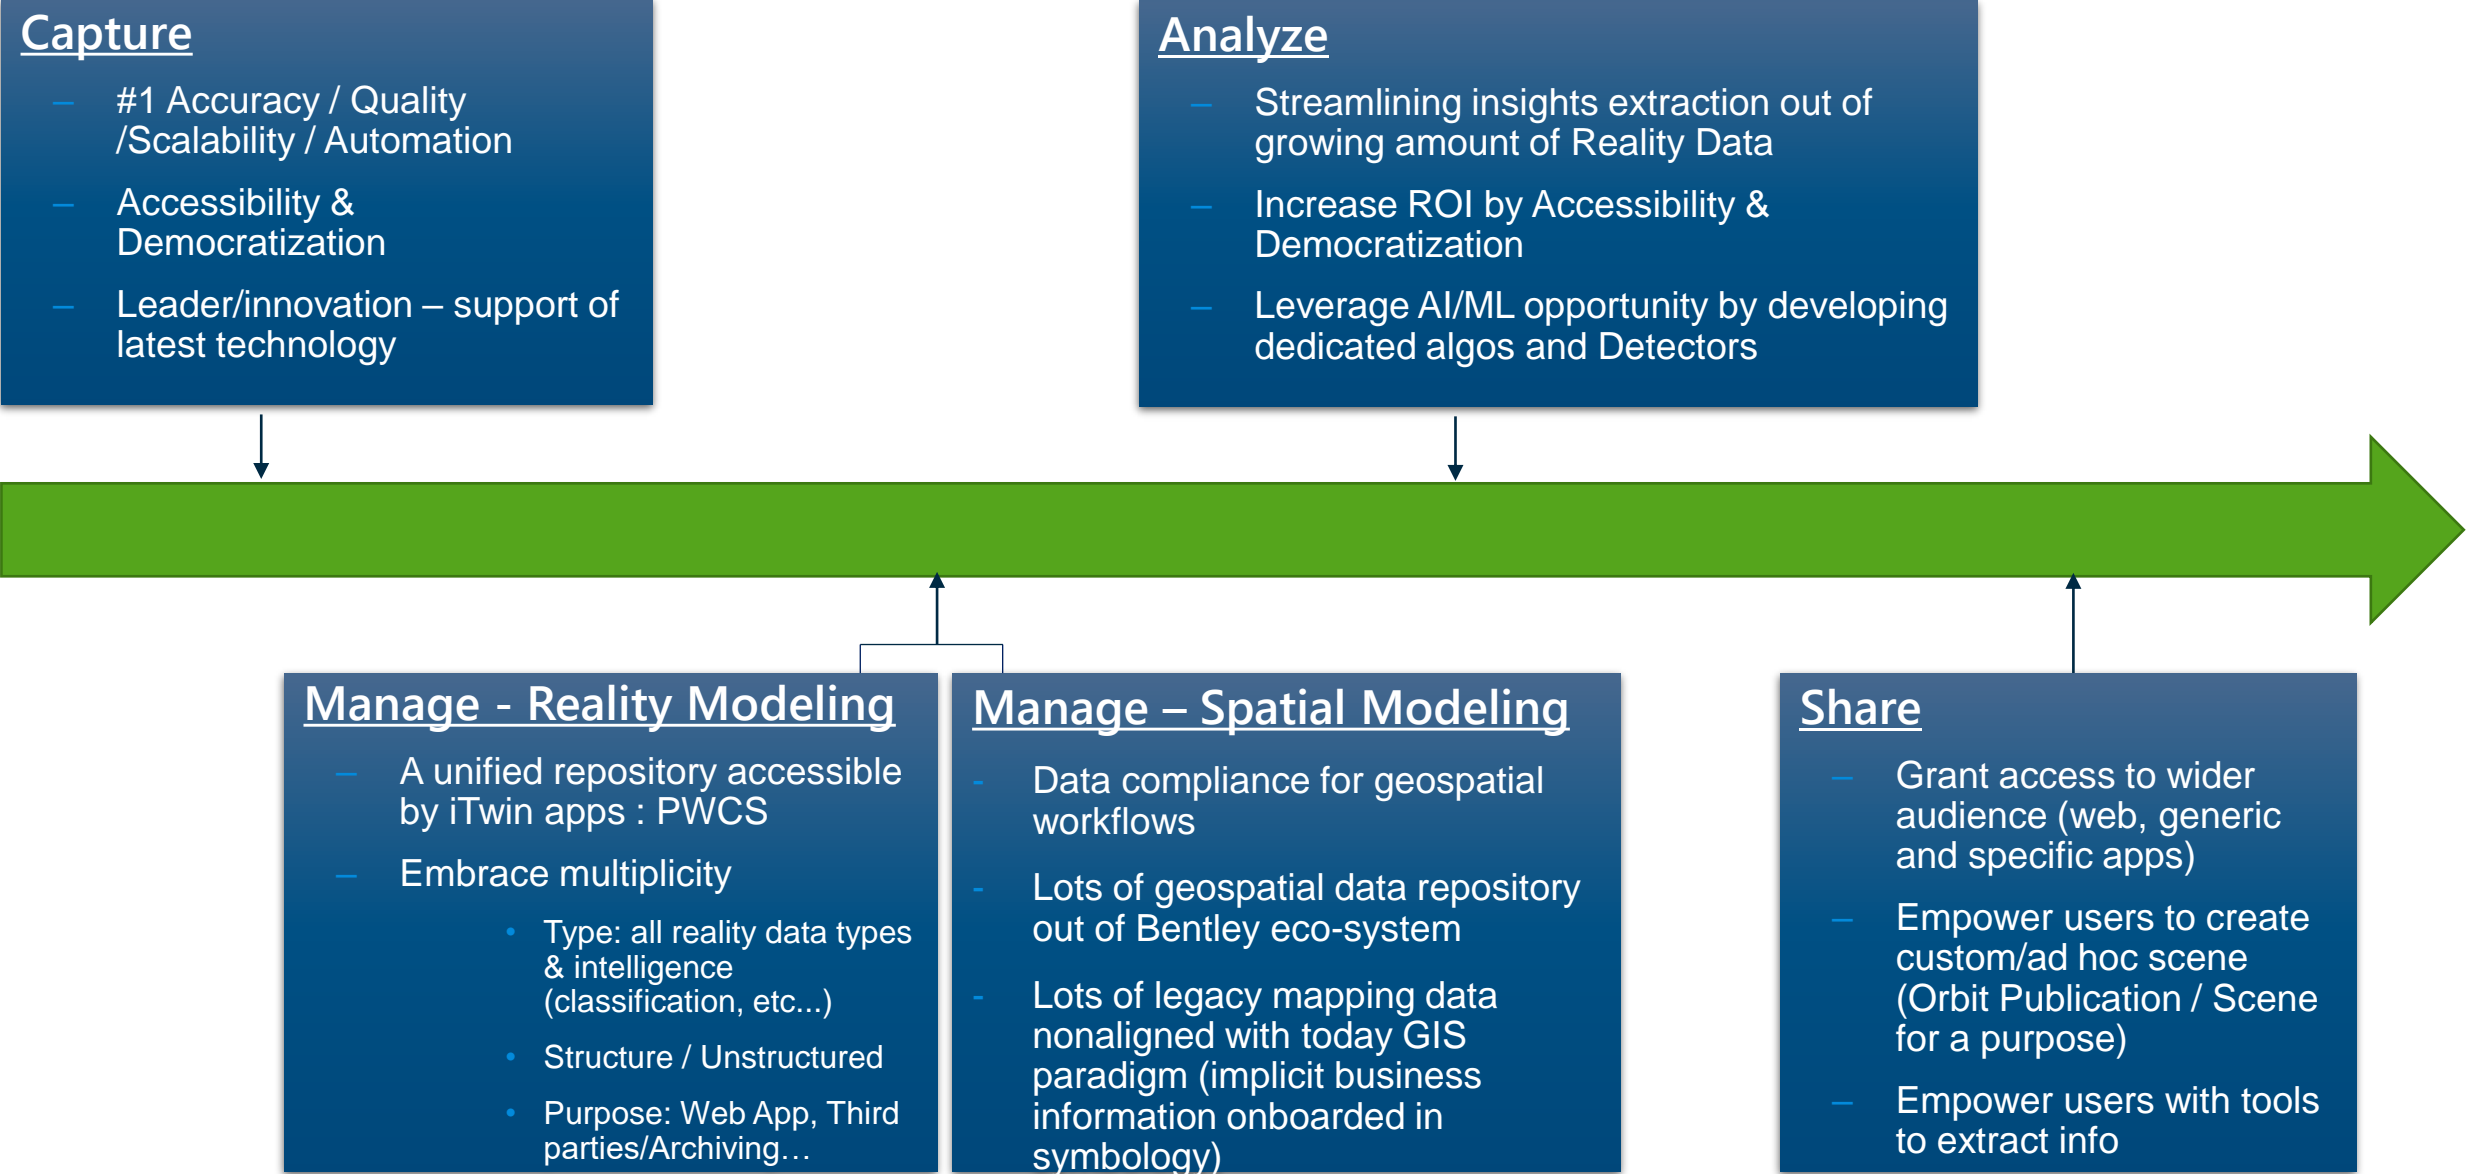 Capture
– #1 Accuracy / Quality
/Scalability / Automation
– Accessibility &
Democratization
– Leader/innovation – support of
latest technology
Analyze
– Streamlining insights extraction out of
growing amount of Reality Data
– Increase ROI by Accessibility &
Democratization
– Leverage AI/ML opportunity by developing
dedicated algos and Detectors
Manage - Reality Modeling
– A unified repository accessible
by iTwin apps : PWCS
– Embrace multiplicity
• Type: all reality data types
& intelligence
(classification, etc...)
• Structure / Unstructured
• Purpose: Web App, Third
parties/Archiving…
Manage – Spatial Modeling
- Data compliance for geospatial
workflows
- Lots of geospatial data repository
out of Bentley eco-system
- Lots of legacy mapping data
nonaligned with today GIS
paradigm (implicit business
information onboarded in
symbology)
Share
– Grant access to wider
audience (web, generic
and specific apps)
– Empower users to create
custom/ad hoc scene
(Orbit Publication / Scene
for a purpose)
– Empower users with tools
to extract info